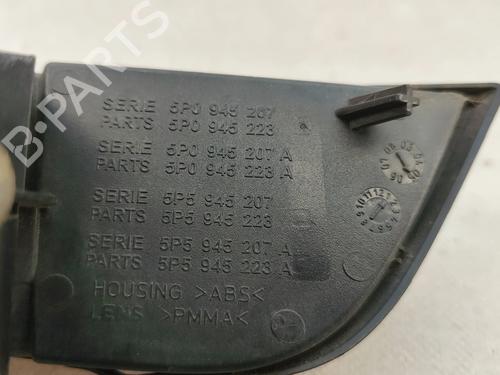 SERIE 5P0 945 207
PARTS 5P0 945 223
SERIE 5P0 945 207 A
PARTS 5P0 945 223 A
SERIE 5P5 945 207
PARTS 5P5 945 223
SERIE 5P5 945 207 A
PARTS 5P5 945 223 A
HOUSING >ABS<
LENS >PMMA<
B-PARTS